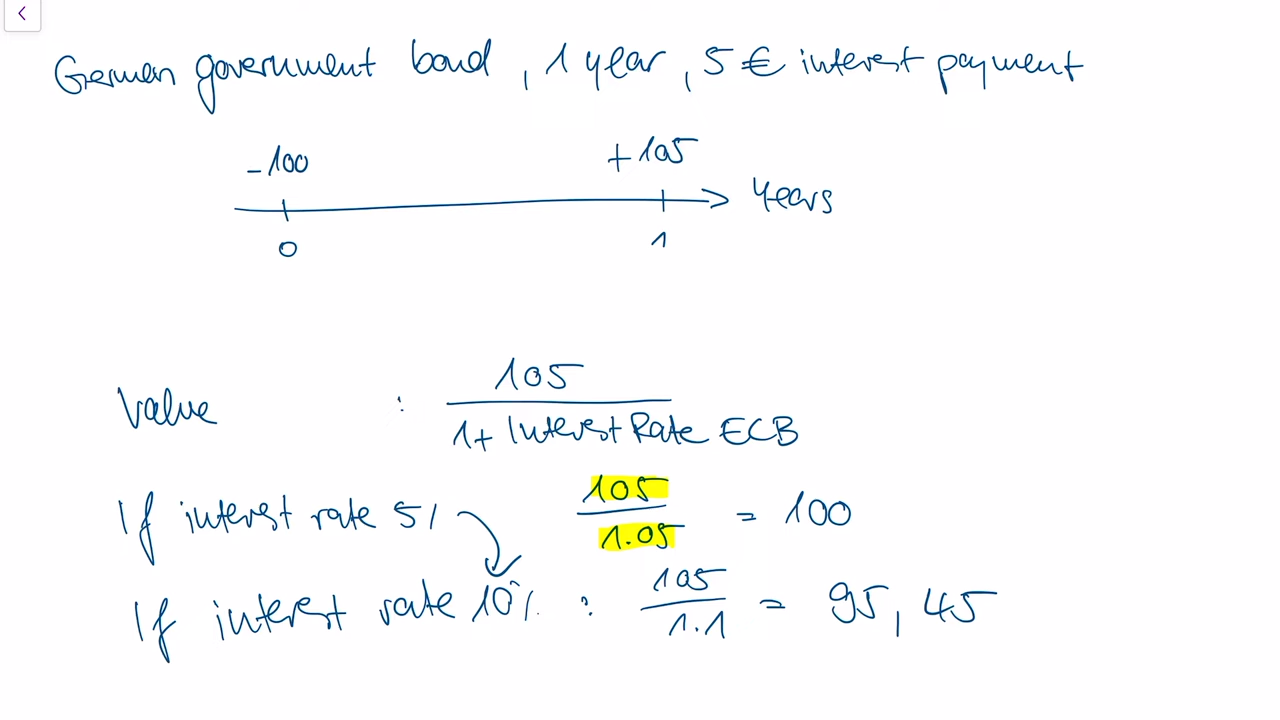 German government bond, 1 year, 5 € interest payment
-100 +105
Years
0 1
Value : 105
1+ Interest Rate ECB
If interest rate 5% 105 = 100
1.05
If interest rate 10% : 105 = 95,45
1.1